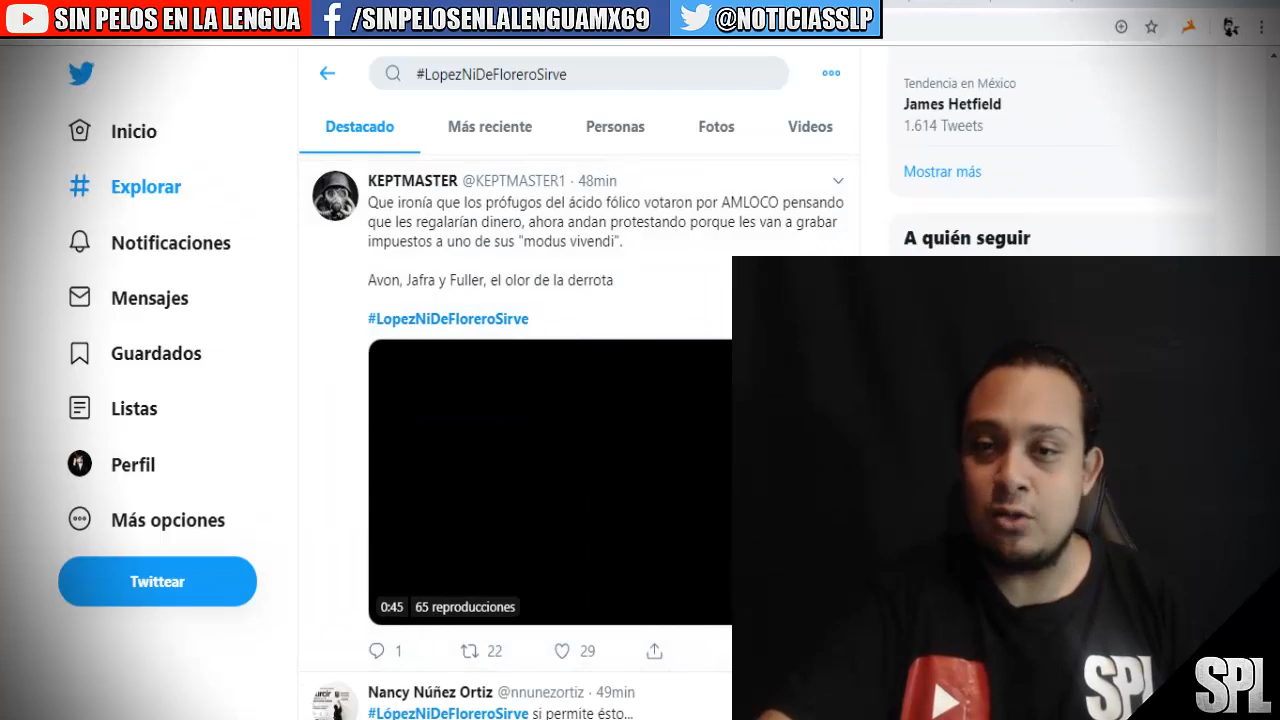 SIN PELOS EN LA LENGUA
/SINPELOSENLALENGUAMX69
@NOTICIASSLP
#LopezNiDeFloreroSirve
Destacado
Más reciente
Personas
Fotos
Videos
Inicio
Explorar
Notificaciones
Mensajes
Guardados
Listas
Perfil
Más opciones
Twittear
KEPTMASTER @KEPTMASTER1 · 48min
Que ironía que los prófugos del ácido fólico votaron por AMLOCO pensando
que les regalarían dinero, ahora andan protestando porque les van a grabar
impuestos a uno de sus "modus vivendi".
Avon, Jafra y Fuller, el olor de la derrota
#LopezNiDeFloreroSirve
0:45
65 reproducciones
1
22
29
Nancy Núñez Ortiz @nnunezortiz · 49min
#LópezNiDeFloreroSirve si permite ésto...
Tendencia en México
James Hetfield
1.614 Tweets
Mostrar más
A quién seguir
SPL
SPL